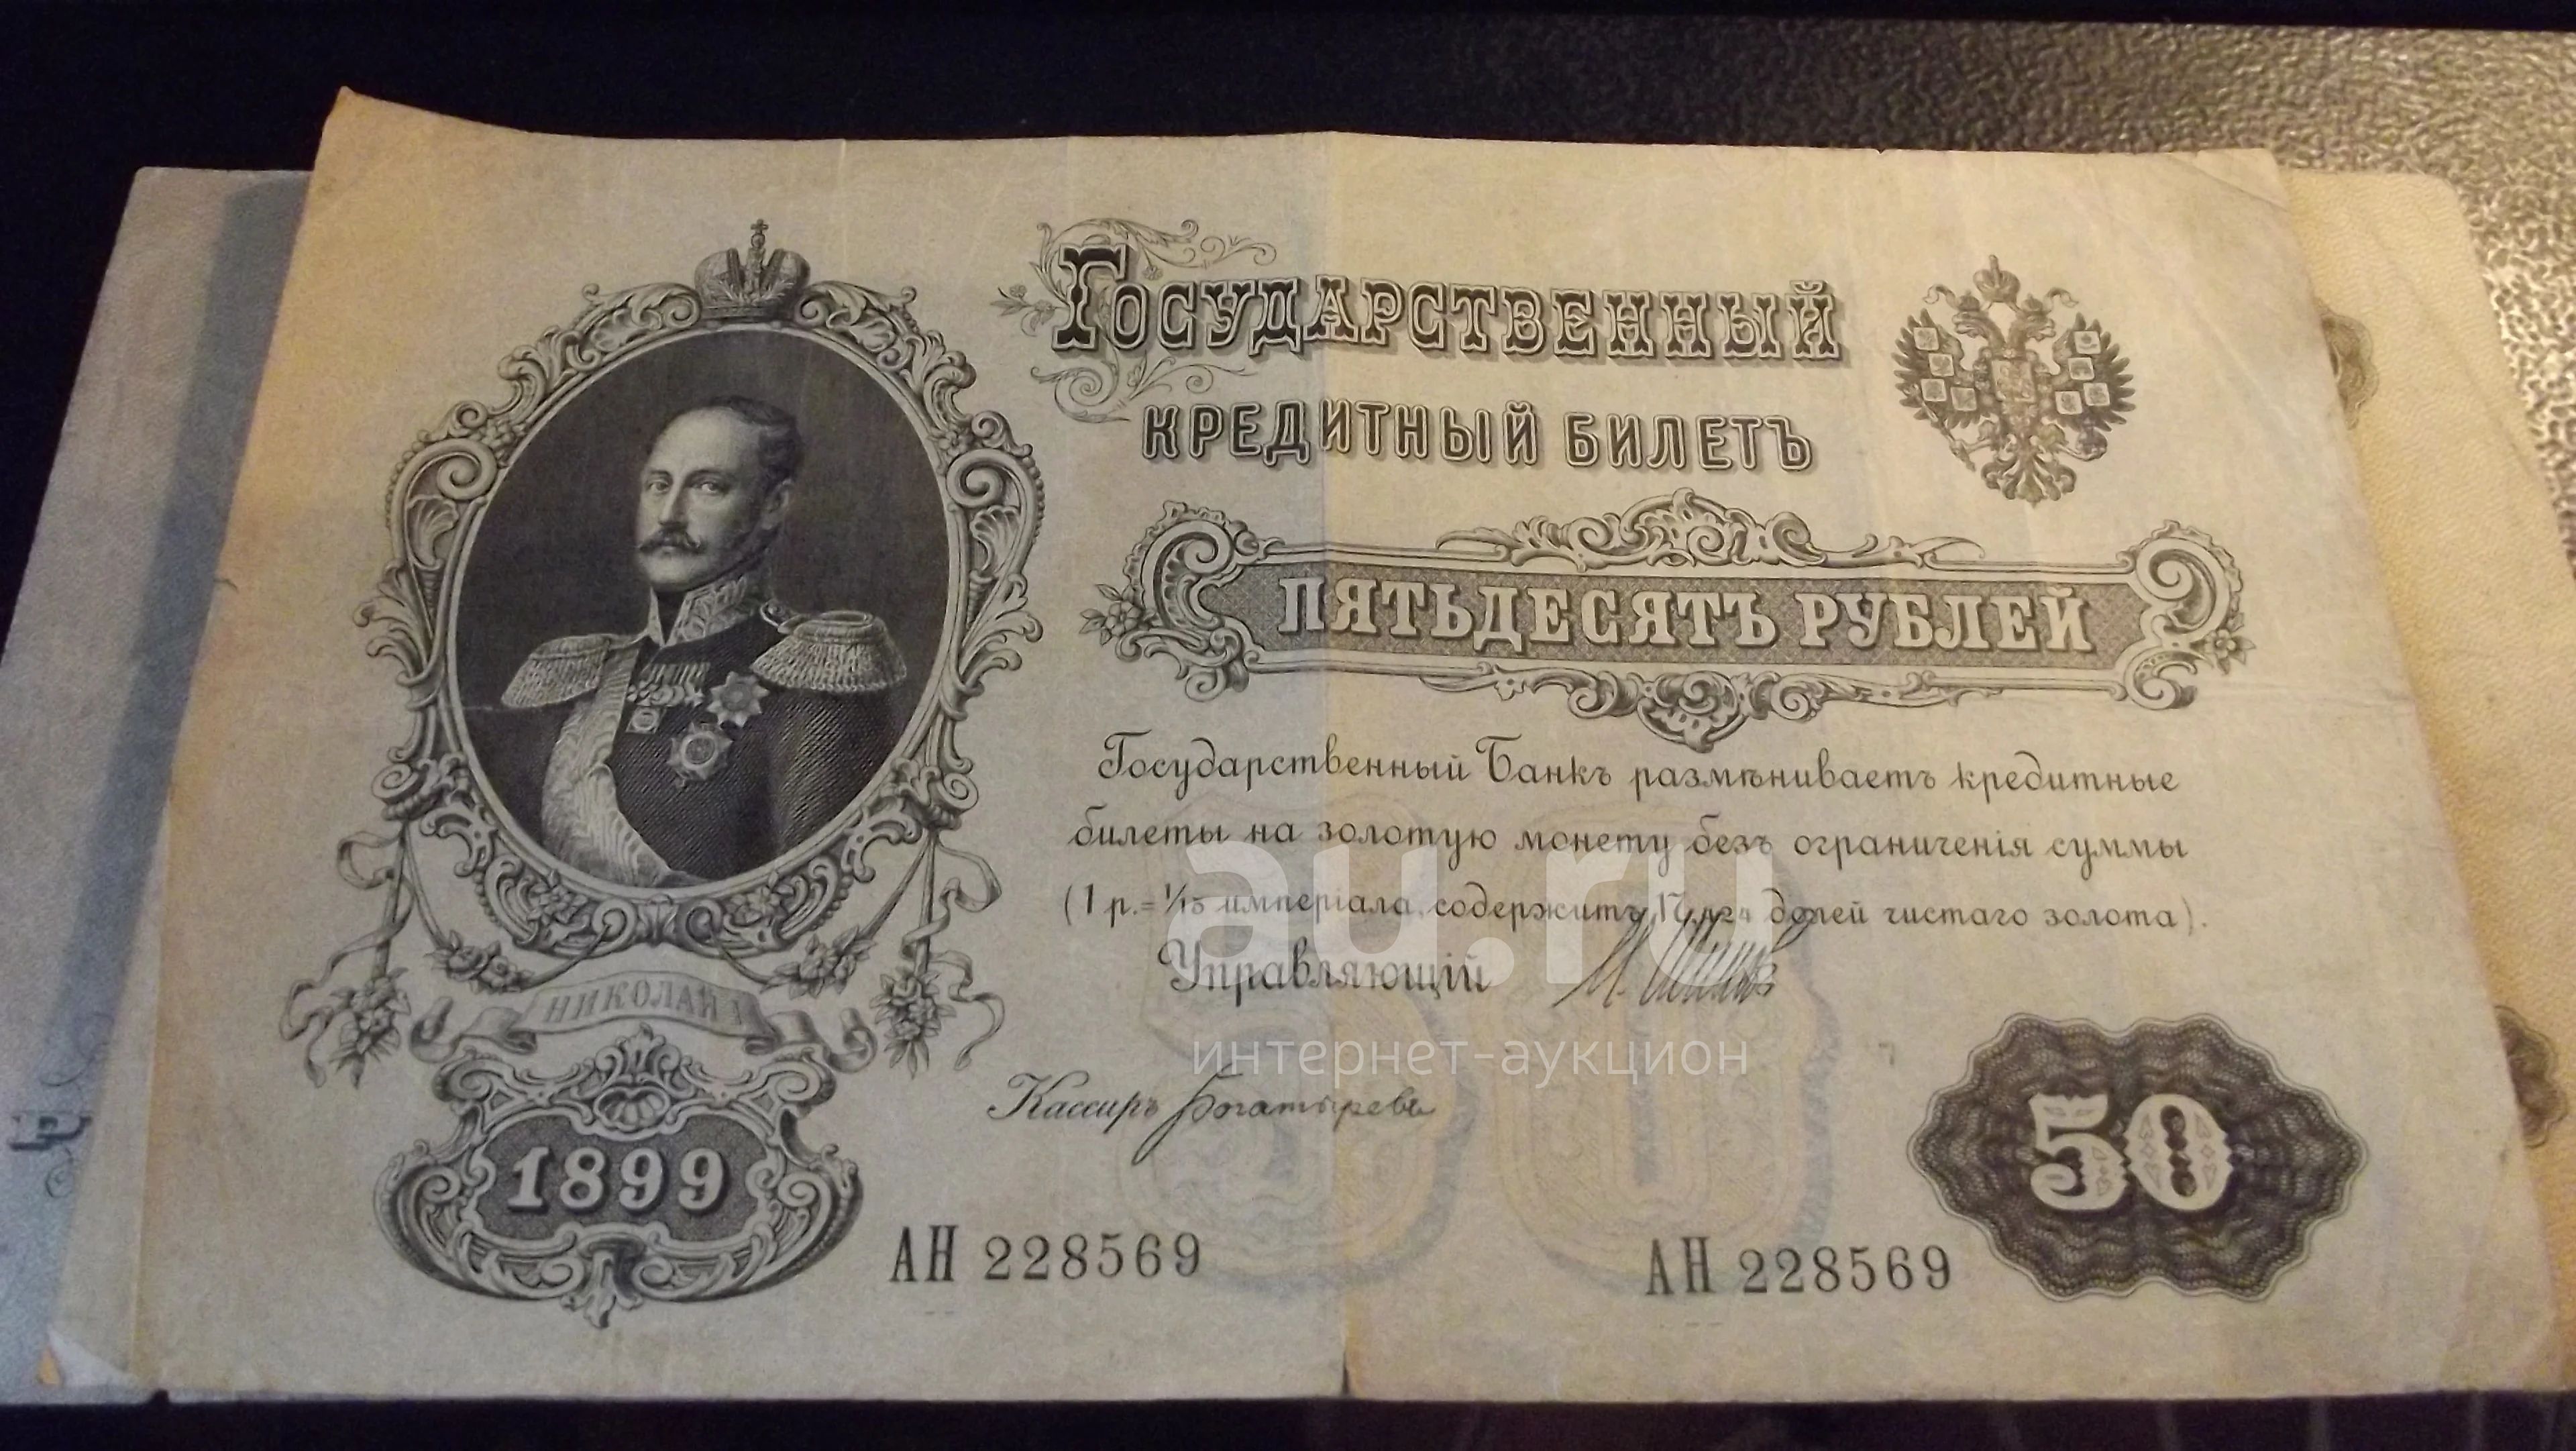 Государственный
кредитный билетъ
пятьдесятъ рублей
Государственный Банкъ размѣниваетъ кредитные
билеты на золотую монету безъ ограниченія суммы
(1 р. = 1/15 имперіала, содержитъ 17,424 долей чистаго золота).
Управляющій
Николай I
Кассиръ Богатыревъ
1899
АН 228569
АН 228569
50
au.ru
интернет-аукцион